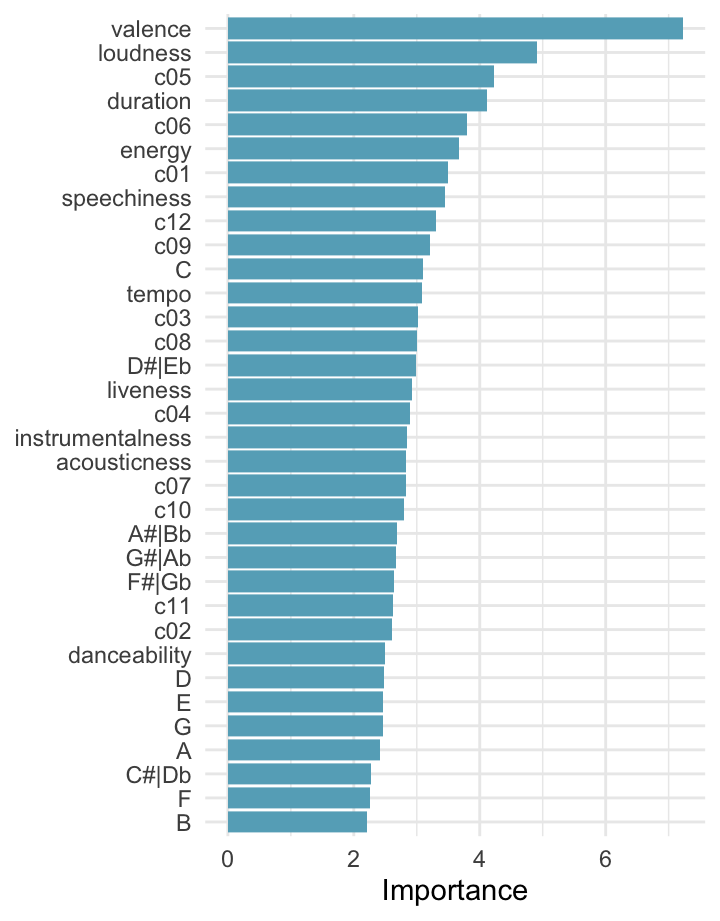 valence
loudness
c05
duration
c06
energy
c01
speechiness
c12
c09
C
tempo
c03
c08
D#|Eb
liveness
c04
instrumentalness
acousticness
c07
c10
A#|Bb
G#|Ab
F#|Gb
c11
c02
danceability
D
E
G
A
C#|Db
F
B
0 2 4 6
Importance